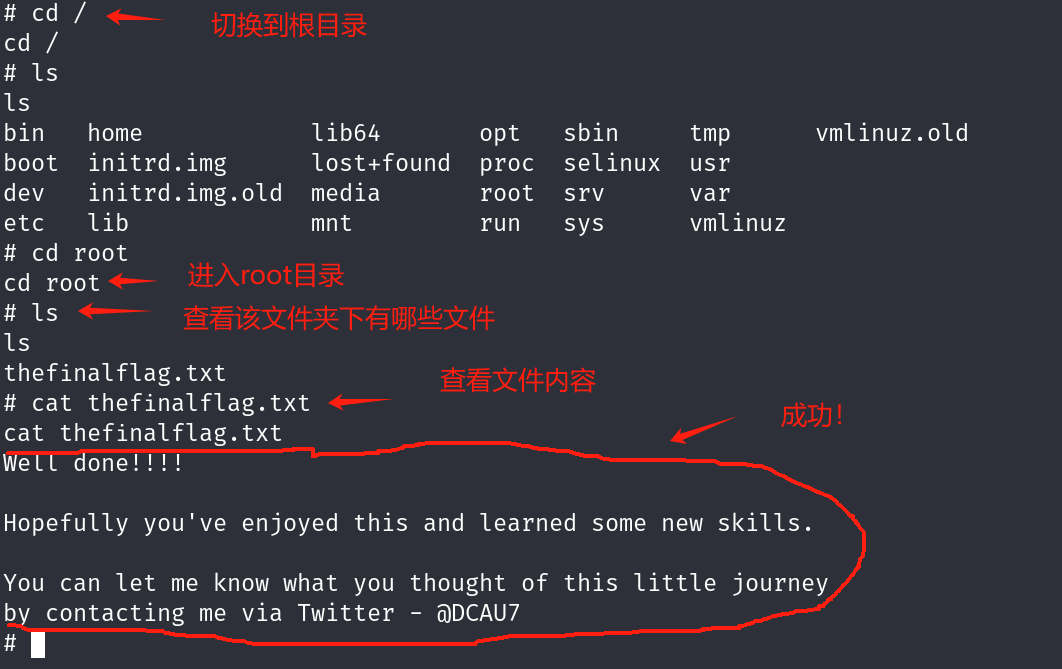 # cd /
切换到根目录
cd /
# ls
ls
bin home lib64 opt sbin tmp vmlinuz.old
boot initrd.img lost+found proc selinux usr
dev initrd.img.old media root srv var
etc lib mnt run sys vmlinuz
# cd root
cd root
进入root目录
# ls
查看该文件夹下有哪些文件
ls
thefinalflag.txt
查看文件内容
# cat thefinalflag.txt
成功!
cat thefinalflag.txt
Well done!!!!
Hopefully you've enjoyed this and learned some new skills.
You can let me know what you thought of this little journey
by contacting me via Twitter - @DCAU7
#